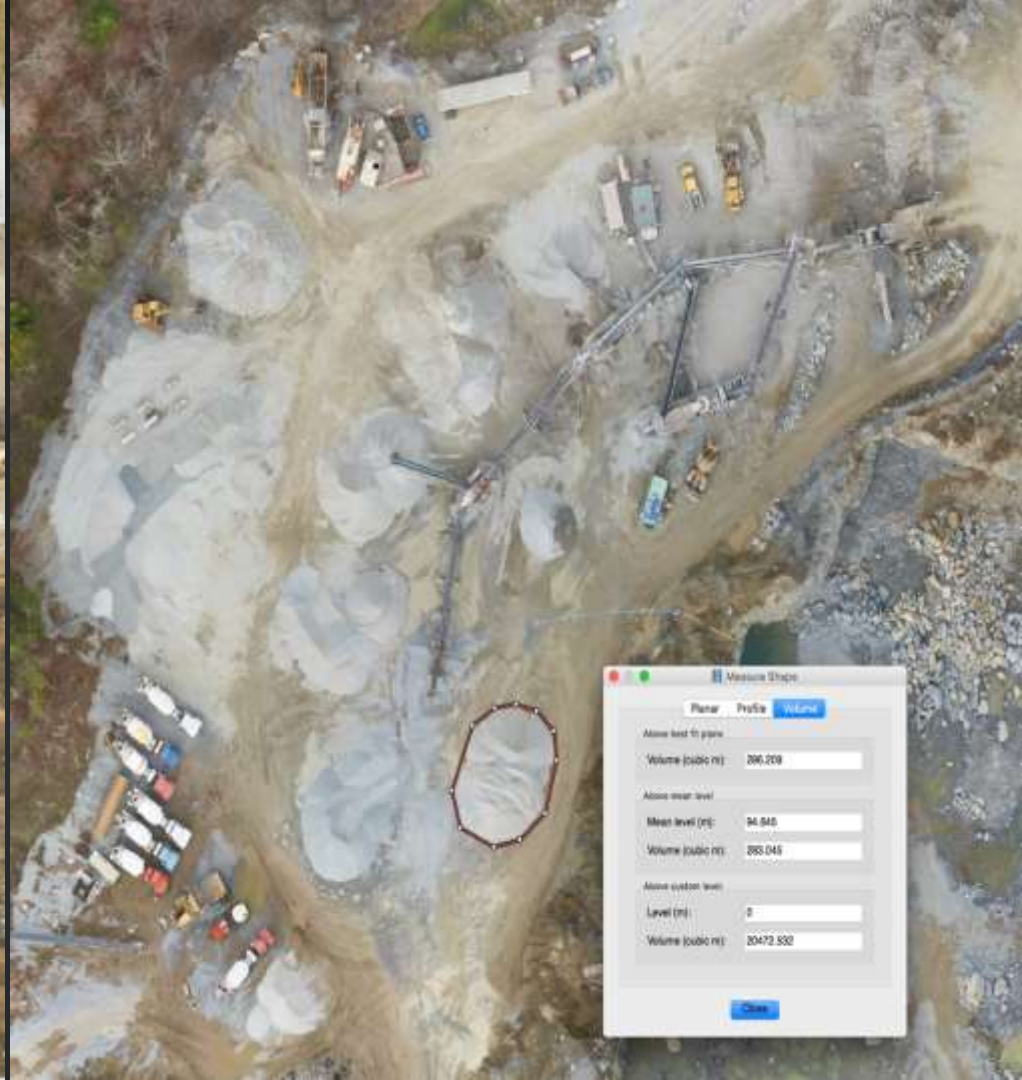 Measure Shape
Planar Profile Volume
Above best fit plane
Volume (cubic m): 286.209
Above mean level
Mean level (m): 94.645
Volume (cubic m): 283.045
Above custom level
Level (m): 0
Volume (cubic m): 20472.532
Close